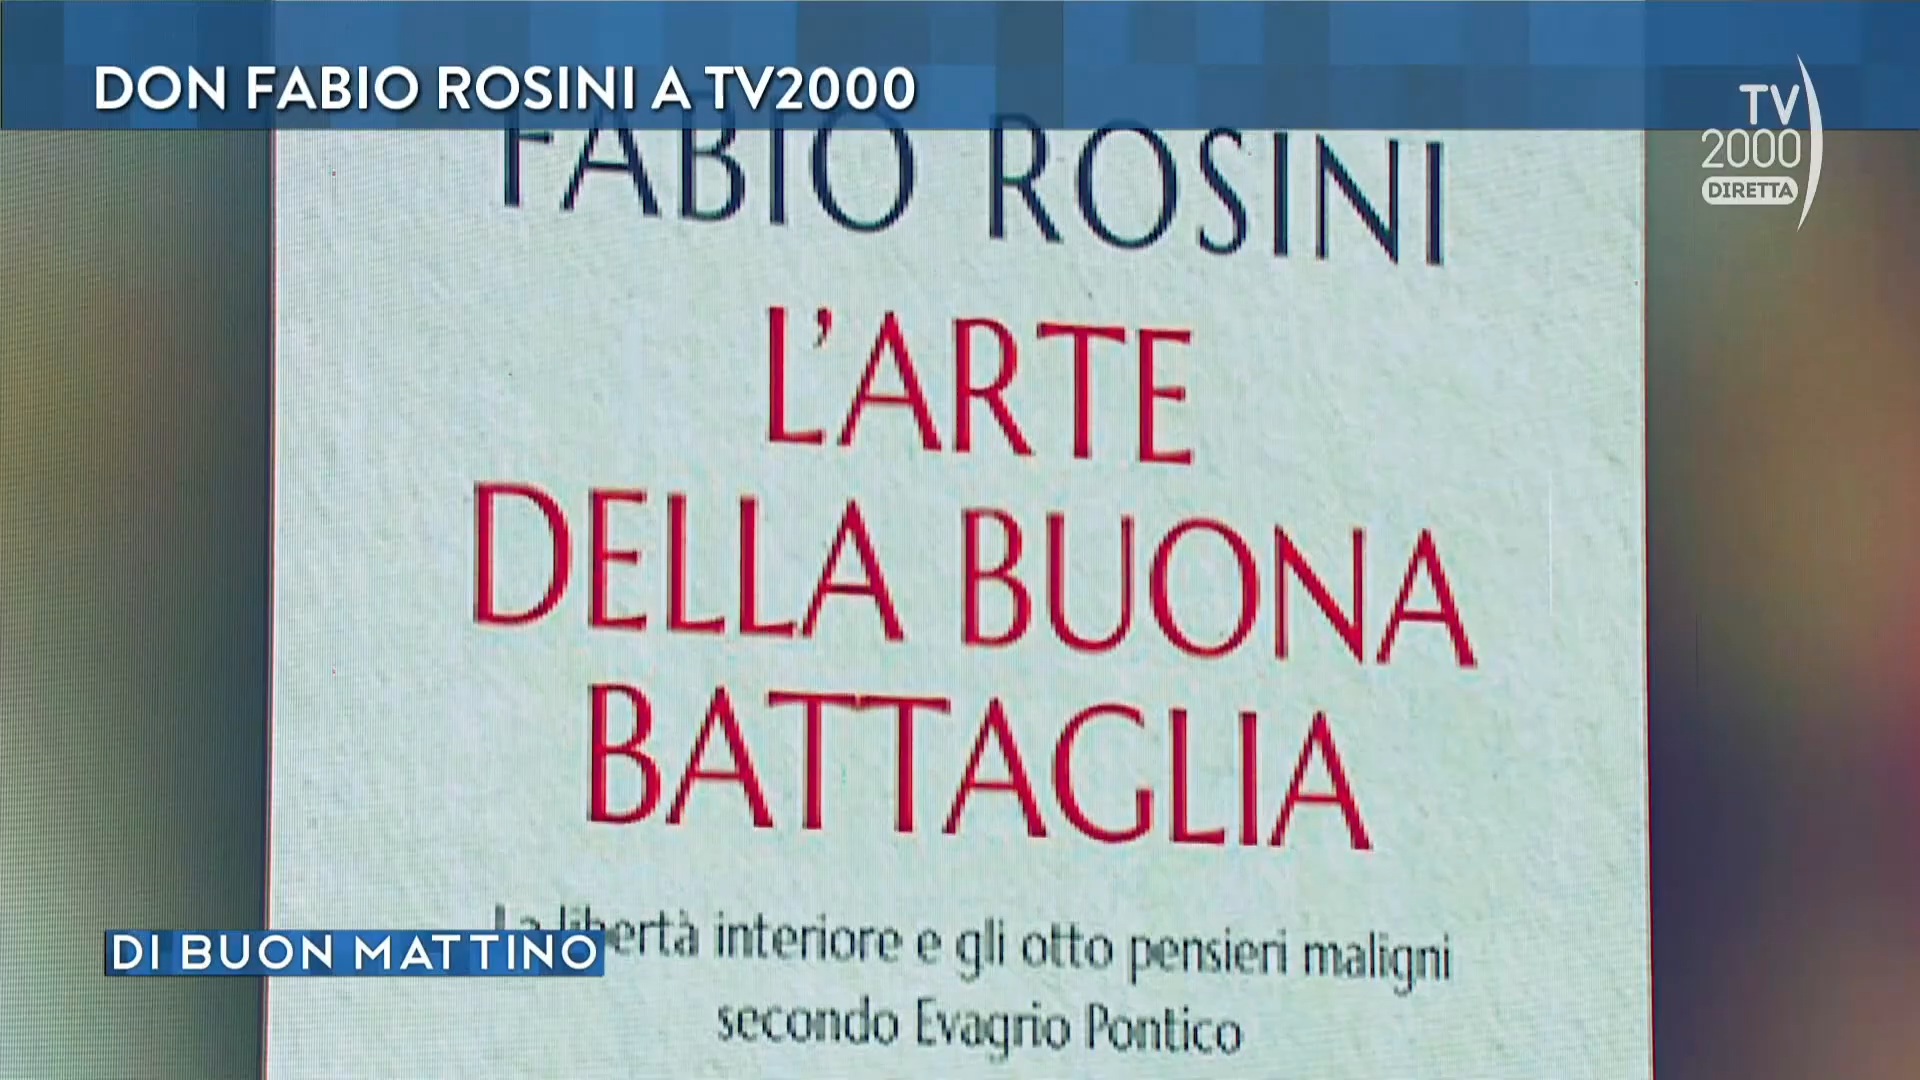 DON FABIO ROSINI A TV2000
TV
2000
DIRETTA
FABIO ROSINI
L'ARTE
DELLA BUONA
BATTAGLIA
La libertà interiore e gli otto pensieri maligni
secondo Evagrio Pontico
DI BUON MATTINO